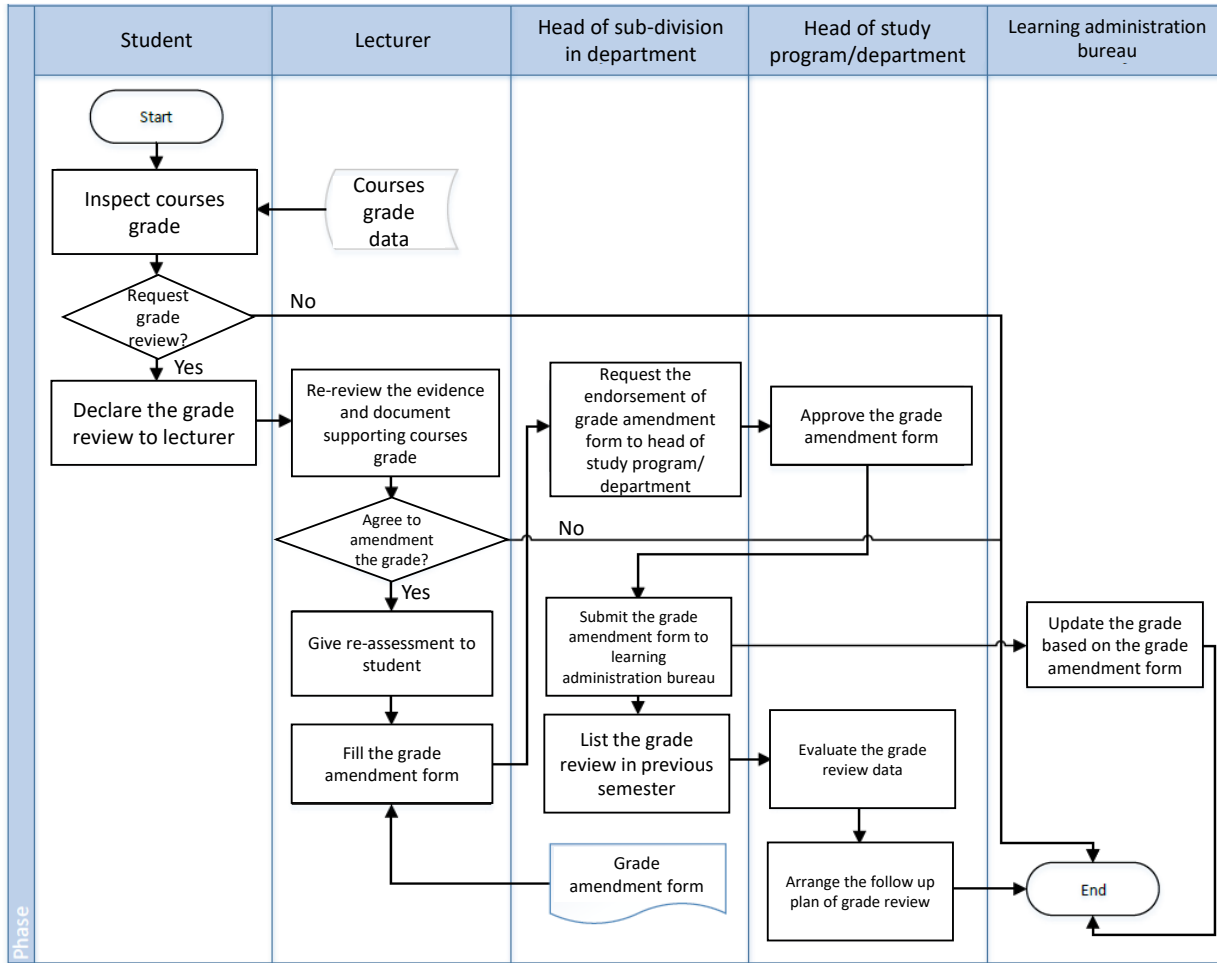 Student
Lecturer
Head of sub-division
in department
Head of study
program/department
Learning administration
bureau
Start
Inspect courses
grade
Courses
grade
data
Request
grade
review?
No
Yes
Declare the grade
review to lecturer
Re-review the evidence
and document
supporting courses
grade
Request the
endorsement of
grade amendment
form to head of
study program/
department
Approve the grade
amendment form
Agree to
amendment
the grade?
No
Yes
Give re-assessment to
student
Submit the grade
amendment form to
learning
administration bureau
Update the grade
based on the grade
amendment form
Fill the grade
amendment form
List the grade
review in previous
semester
Evaluate the grade
review data
Grade
amendment form
Arrange the follow up
plan of grade review
End
Phase